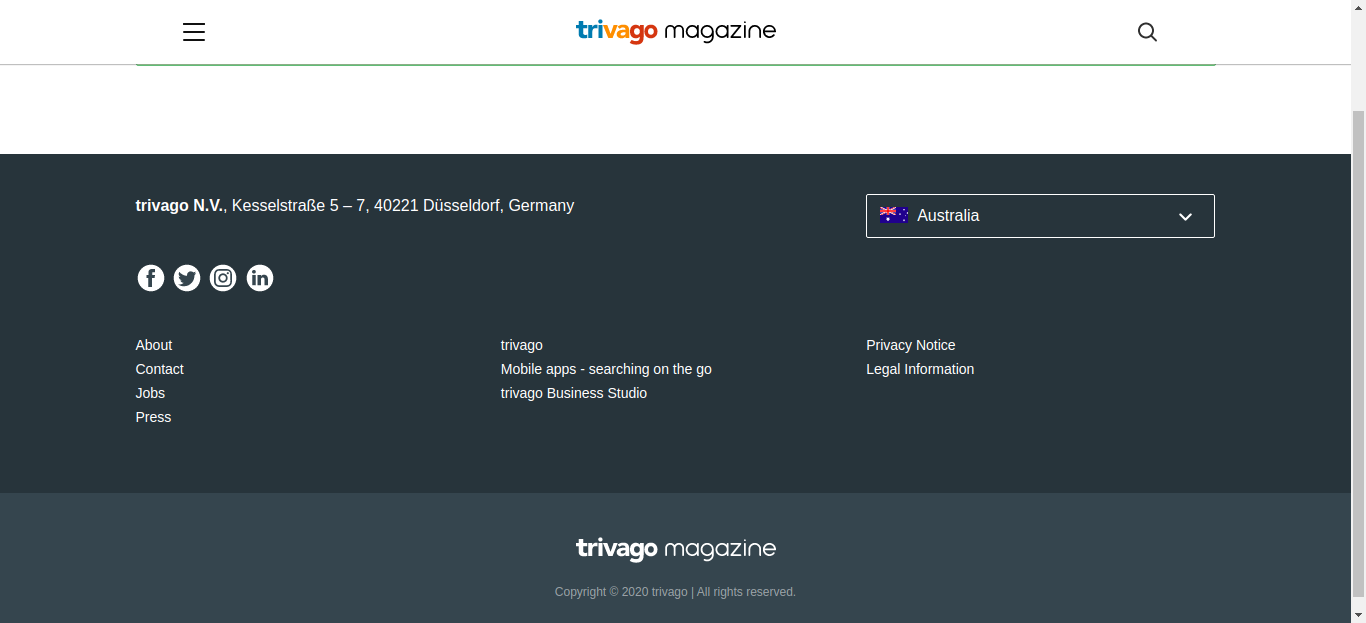 trivago magazine
trivago N.V., Kesselstraße 5 – 7, 40221 Düsseldorf, Germany
Australia
About
Contact
Jobs
Press
trivago
Mobile apps - searching on the go
trivago Business Studio
Privacy Notice
Legal Information
trivago magazine
Copyright © 2020 trivago | All rights reserved.